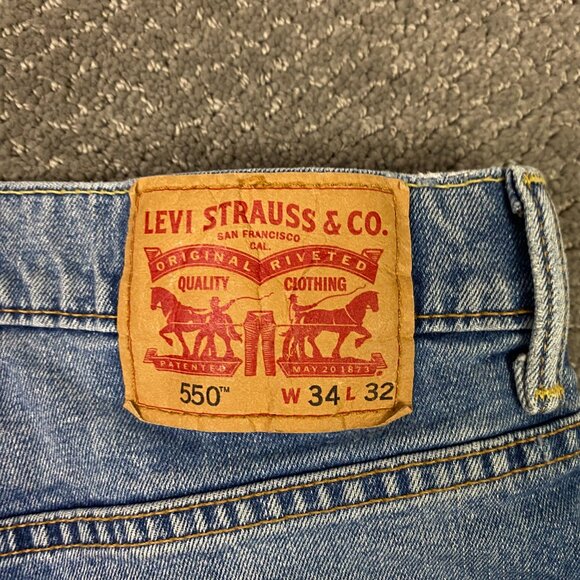 LEVI STRAUSS & CO.
SAN FRANCISCO
CAL.
ORIGINAL RIVETED
QUALITY CLOTHING
PATENTED MAY 20 1873
550™ W 34 L 32